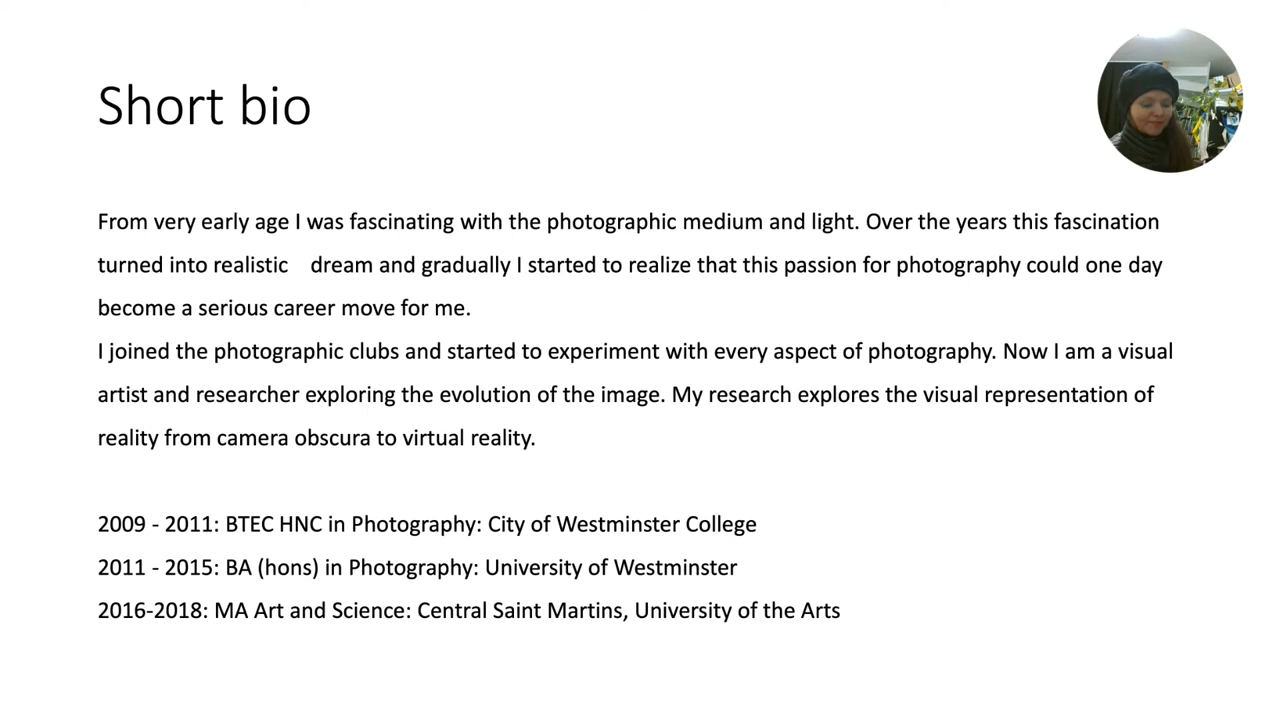 Short bio
From very early age I was fascinating with the photographic medium and light. Over the years this fascination
turned into realistic dream and gradually I started to realize that this passion for photography could one day
become a serious career move for me.
I joined the photographic clubs and started to experiment with every aspect of photography. Now I am a visual
artist and researcher exploring the evolution of the image. My research explores the visual representation of
reality from camera obscura to virtual reality.
2009 - 2011: BTEC HNC in Photography: City of Westminster College
2011 - 2015: BA (hons) in Photography: University of Westminster
2016-2018: MA Art and Science: Central Saint Martins, University of the Arts